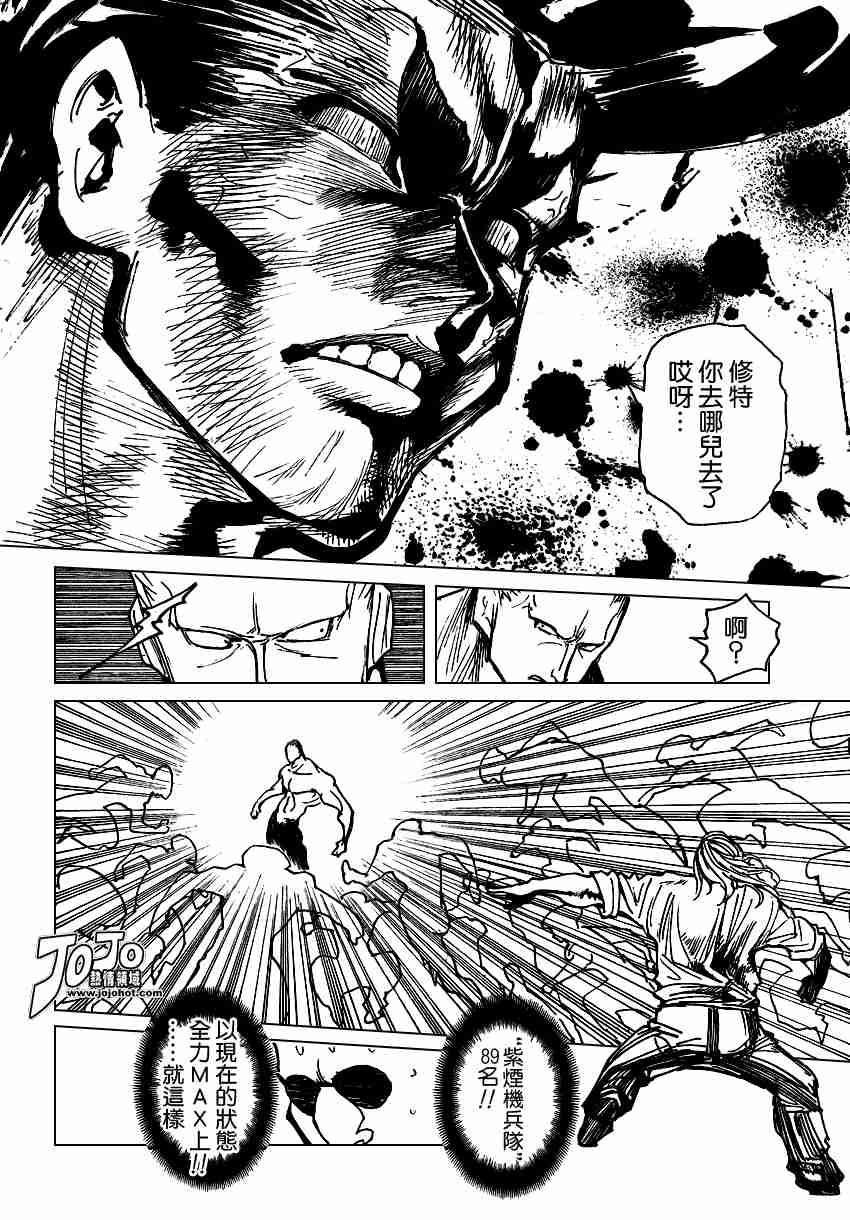 修特
你去哪兒去了
哎呀…
啊?
"紫煙機兵隊"
89名!!
以現在的狀態
全力MAX上!!
……就這樣
JOJO
熱情領域
www.jojohot.com